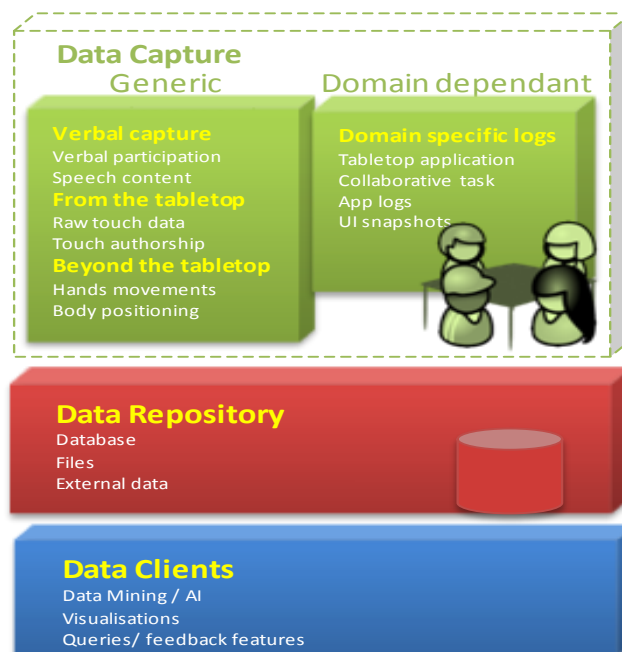 Data Capture
Generic
Domain dependant
Verbal capture
Verbal participation
Speech content
From the tabletop
Raw touch data
Touch authorship
Beyond the tabletop
Hands movements
Body positioning
Domain specific logs
Tabletop application
Collaborative task
App logs
UI snapshots
Data Repository
Database
Files
External data
Data Clients
Data Mining / AI
Visualisations
Queries/ feedback features